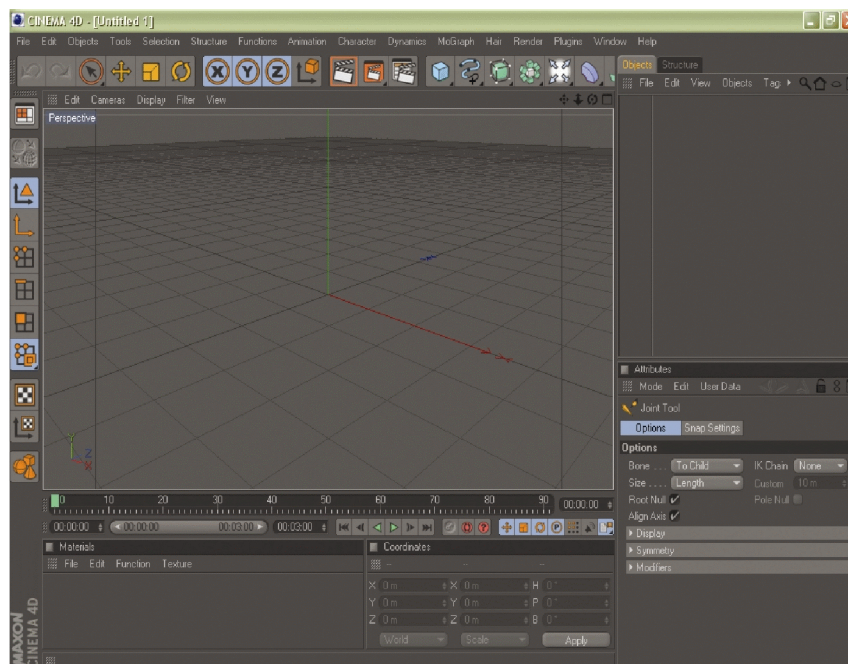 CINEMA 4D - [Untitled 1]
File Edit Objects Tools Selection Structure Functions Animation Character Dynamics MoGraph Hair Render Plugins Window Help
X Y Z
Objects Structure
File Edit View Objects Tag:
Edit Cameras Display Filter View
Perspective
Y Z X
Attributes
Mode Edit User Data
Joint Tool
Options Snap Settings
Options
Bone . . . To Child IK Chain None
Size . . . . Length Custom 10 m
Root Null Pole Null
Align Axis
Display
Symmetry
Modifiers
0 10 20 30 40 50 60 70 80 90 00:00:00
00:00:00 00:00:00 00:03:00 00:03:00 P
Materials
File Edit Function Texture
Coordinates
X 0 m X 0 m H 0°
Y 0 m Y 0 m P 0°
Z 0 m Z 0 m B 0°
World Scale Apply
MAXON
CINEMA 4D